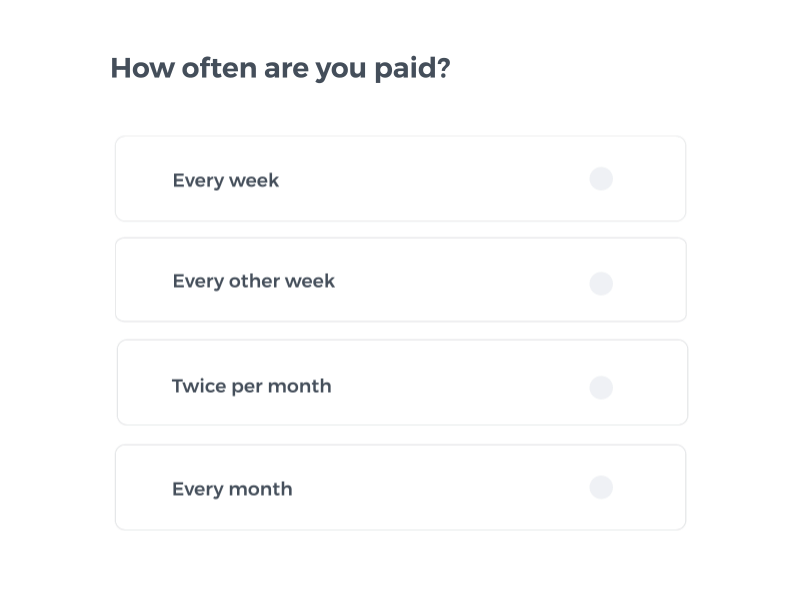 How often are you paid?
Every week
Every other week
Twice per month
Every month